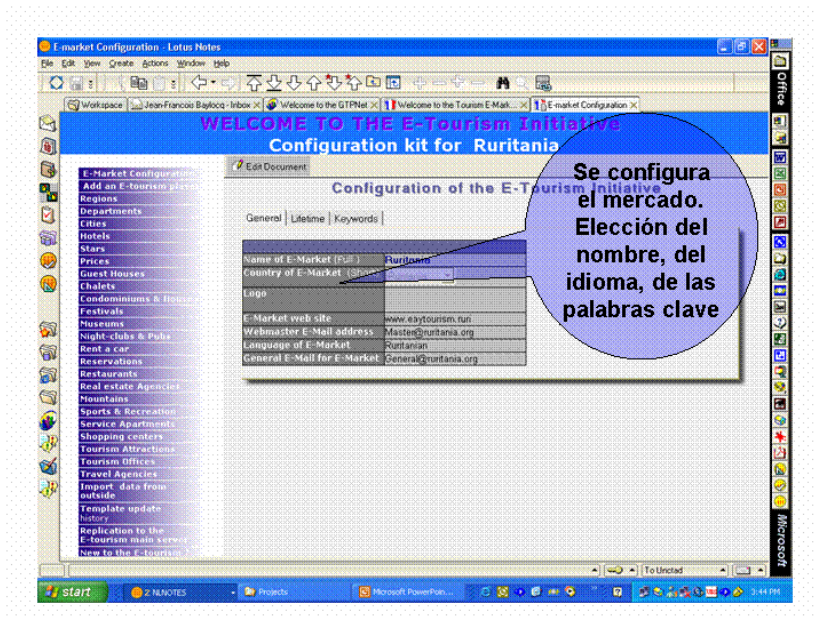 E-market Configuration - Lotus Notes
File Edit View Create Actions Window Help
Office
Workspace
Jean-Francois Baylocq - Inbox
Welcome to the GTPNet
Welcome to the Tourism E-Mark...
E-market Configuration
WELCOME TO THE E-Tourism Initiative
Configuration kit for Ruritania
Edit Document
Configuration of the E-Tourism Initiative
General
Lifetime
Keywords
Se configura
el mercado.
Elección del
nombre, del
idioma, de las
palabras clave
E-Market Configuration
Add an E-tourism player
Regions
Departments
Cities
Hotels
Stars
Prices
Guest Houses
Chalets
Condominiums &
Festivals
Museums
Night-clubs & Pubs
Rent a car
Reservations
Restaurants
Real estate Agencies
Mountains
Sports & Recreation
Service Apartments
Shopping centers
Tourism Attractions
Tourism Offices
Travel Agencies
Import data from
outside
Template update
history
Replication to the
E-tourism main server
New to the E-tourism ?
Name of E-Market (Full) Ruritania
Country of E-Market
Logo
E-Market web site www.eaytourism.ruri
Webmaster E-Mail address Master@ruritania.org
Language of E-Market Ruritanian
General E-Mail for E-Market General@ruritania.org
To Unctad
Microsoft
start
2 NLNOTES
Projects
Microsoft PowerPoin...
3:44 PM